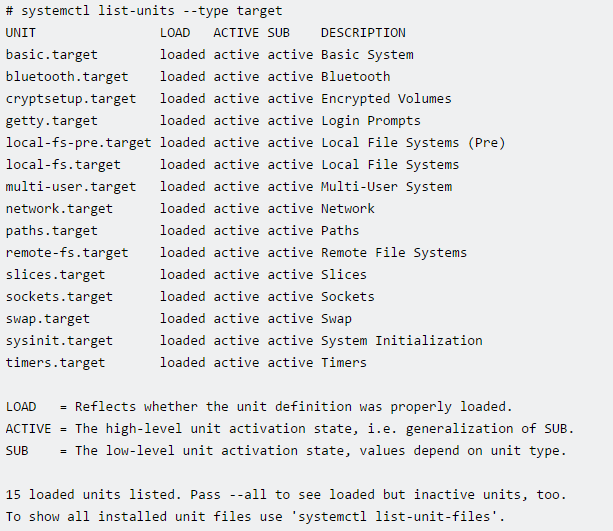 # systemctl list-units --type target
UNIT                 LOAD   ACTIVE SUB    DESCRIPTION
basic.target         loaded active active Basic System
bluetooth.target     loaded active active Bluetooth
cryptsetup.target    loaded active active Encrypted Volumes
getty.target         loaded active active Login Prompts
local-fs-pre.target loaded active active Local File Systems (Pre)
local-fs.target      loaded active active Local File Systems
multi-user.target    loaded active active Multi-User System
network.target       loaded active active Network
paths.target         loaded active active Paths
remote-fs.target     loaded active active Remote File Systems
slices.target        loaded active active Slices
sockets.target       loaded active active Sockets
swap.target          loaded active active Swap
sysinit.target       loaded active active System Initialization
timers.target        loaded active active Timers

LOAD   = Reflects whether the unit definition was properly loaded.
ACTIVE = The high-level unit activation state, i.e. generalization of SUB.
SUB    = The low-level unit activation state, values depend on unit type.

15 loaded units listed. Pass --all to see loaded but inactive units, too.
To show all installed unit files use 'systemctl list-unit-files'.